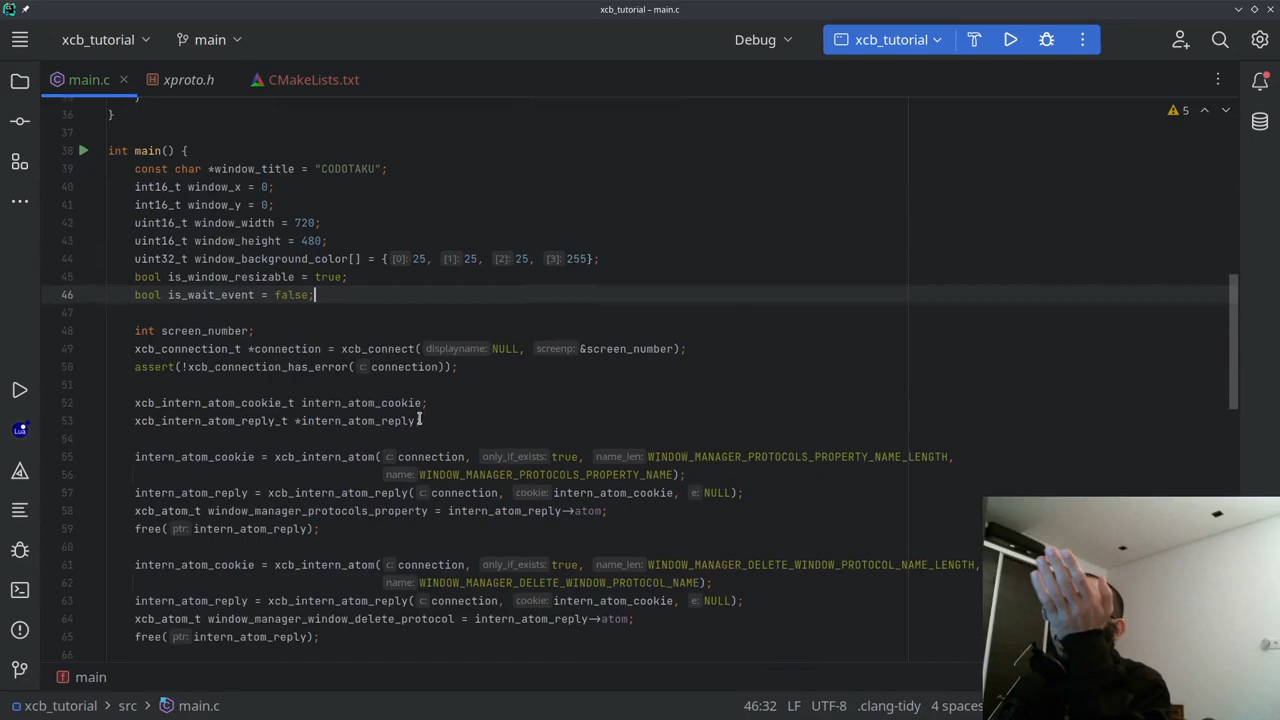 xcb_tutorial – main.c
xcb_tutorial main Debug xcb_tutorial
main.c xproto.h CMakeLists.txt
36 }
5
37
38 int main() {
39 const char *window_title = "CODOTAKU";
40 int16_t window_x = 0;
41 int16_t window_y = 0;
42 uint16_t window_width = 720;
43 uint16_t window_height = 480;
44 uint32_t window_background_color[] = {[0]:25, [1]:25, [2]:25, [3]:255};
45 bool is_window_resizable = true;
46 bool is_wait_event = false;
47
48 int screen_number;
49 xcb_connection_t *connection = xcb_connect(displayname: NULL, screenp: &screen_number);
50 assert(!xcb_connection_has_error(c: connection));
51
52 xcb_intern_atom_cookie_t intern_atom_cookie;
53 xcb_intern_atom_reply_t *intern_atom_reply;
54
55 intern_atom_cookie = xcb_intern_atom(c: connection, only_if_exists: true, name_len: WINDOW_MANAGER_PROTOCOLS_PROPERTY_NAME_LENGTH,
56 name: WINDOW_MANAGER_PROTOCOLS_PROPERTY_NAME);
57 intern_atom_reply = xcb_intern_atom_reply(c: connection, cookie: intern_atom_cookie, e: NULL);
58 xcb_atom_t window_manager_protocols_property = intern_atom_reply->atom;
59 free(ptr: intern_atom_reply);
60
61 intern_atom_cookie = xcb_intern_atom(c: connection, only_if_exists: true, name_len: WINDOW_MANAGER_DELETE_WINDOW_PROTOCOL_NAME_LENGTH,
62 name: WINDOW_MANAGER_DELETE_WINDOW_PROTOCOL_NAME);
63 intern_atom_reply = xcb_intern_atom_reply(c: connection, cookie: intern_atom_cookie, e: NULL);
64 xcb_atom_t window_manager_window_delete_protocol = intern_atom_reply->atom;
65 free(ptr: intern_atom_reply);
66
Lua
main
xcb_tutorial > src > main.c 46:32 LF UTF-8 .clang-tidy 4 spaces